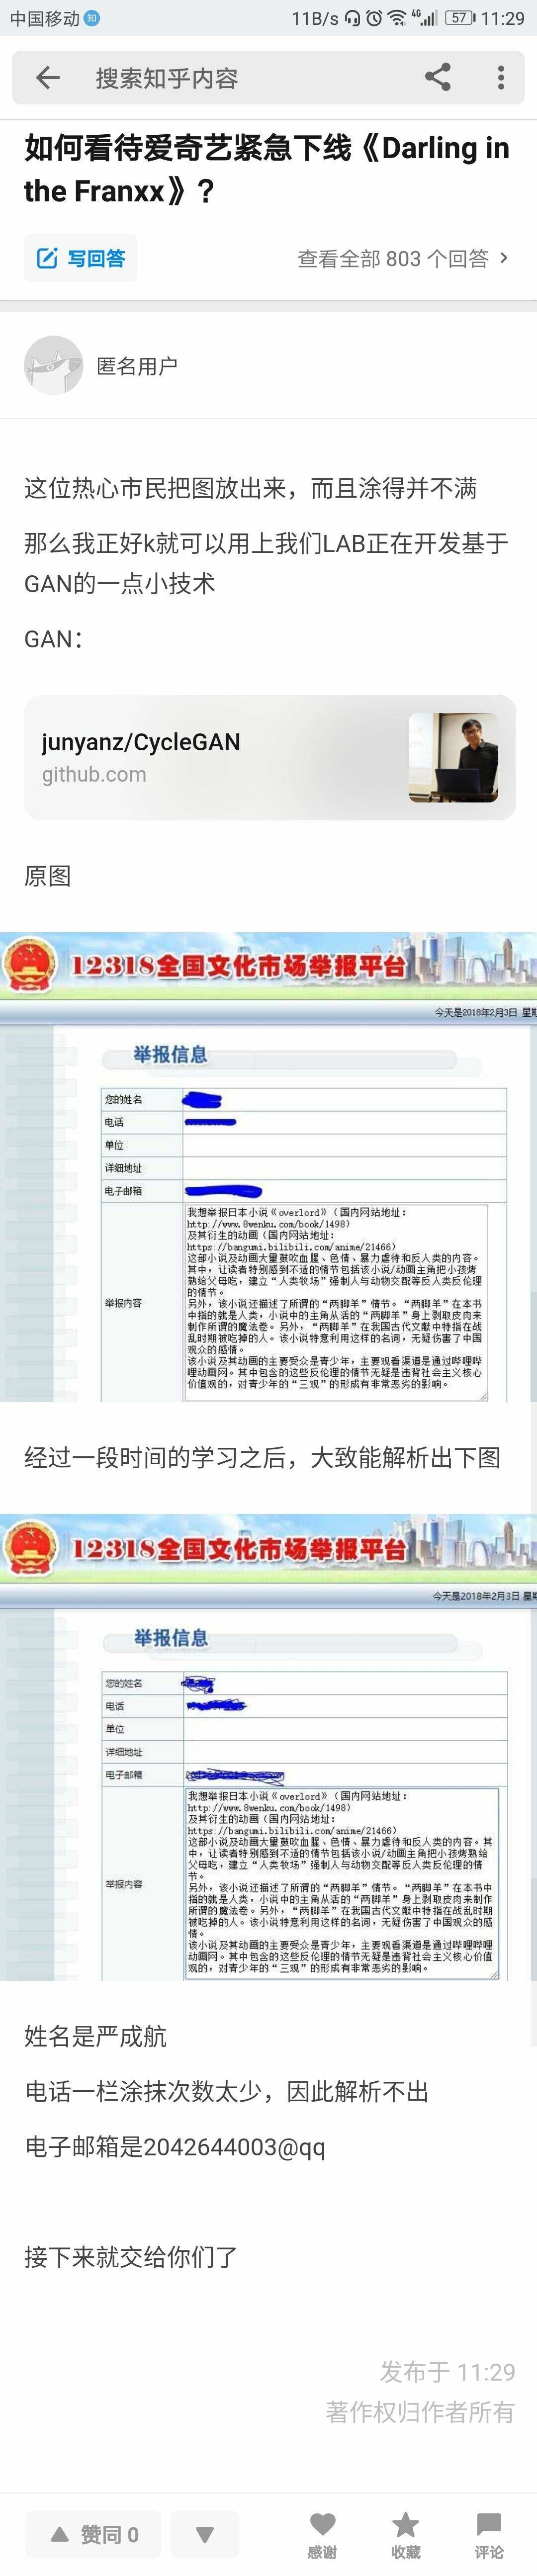 中国移动 知 11B/s 4G 57 11:29
搜索知乎内容
如何看待爱奇艺紧急下线《Darling in
the Franxx》?
写回答 查看全部 803 个回答
匿名用户
这位热心市民把图放出来，而且涂得并不满
那么我正好k就可以用上我们LAB正在开发基于
GAN的一点小技术
GAN：
junyanz/CycleGAN
github.com
原图
12318全国文化市场举报平台
今天是2018年2月3日 星期
举报信息
您的姓名
电话
单位
详细地址
电子邮箱
举报内容
我想举报日本小说《overlord》（国内网站地址：
http://www.8wenku.com/book/1498）
及其衍生的动画（国内网站地址：
https://bangumi.bilibili.com/anime/21466）
这部小说及动画大量鼓吹血腥、色情、暴力虐待和反人类的内容。
其中，让读者特别感到不适的情节包括该小说/动画主角把小孩烤
熟给父母吃，建立“人类牧场”强制人与动物交配等反人类反伦理
的情节。
另外，该小说还描述了所谓的“两脚羊”情节。“两脚羊”在本书
中指的就是人类，小说中的主角从活的“两脚羊”身上剥取皮肉来
制作所谓的魔法卷。另外，“两脚羊”在我国古代文献中特指在战
乱时期被吃掉的人。该小说特意利用这样的名词，无疑伤害了中国
观众的感情。
该小说及其动画的主要受众是青少年，主要观看渠道是通过哔哩哔
哩动画网。其中包含的这些反伦理的情节无疑是违背社会主义核心
价值观的，对青少年的“三观”的形成有非常恶劣的影响。
经过一段时间的学习之后，大致能解析出下图
12318全国文化市场举报平台
今天是2018年2月3日 星期
举报信息
您的姓名
电话
单位
详细地址
电子邮箱
举报内容
我想举报日本小说《overlord》（国内网站地址：
http://www.8wenku.com/book/1498）
及其衍生的动画（国内网站地址：
https://bangumi.bilibili.com/anime/21466）
这部小说及动画大量鼓吹血腥、色情、暴力虐待和反人类的内容。其
中，让读者特别感到不适的情节包括该小说/动画主角把小孩烤熟给
父母吃，建立“人类牧场”强制人与动物交配等反人类反伦理的情
节。
另外，该小说还描述了所谓的“两脚羊”情节。“两脚羊”在本书中
指的就是人类，小说中的主角从活的“两脚羊”身上剥取皮肉来制作
所谓的魔法卷。另外，“两脚羊”在我国古代文献中特指在战乱时期
被吃掉的人。该小说特意利用这样的名词，无疑伤害了中国观众的感
情。
该小说及其动画的主要受众是青少年，主要观看渠道是通过哔哩哔哩
动画网。其中包含的这些反伦理的情节无疑是违背社会主义核心价值
观的，对青少年的“三观”的形成有非常恶劣的影响。
姓名是严成航
电话一栏涂抹次数太少，因此解析不出
电子邮箱是2042644003@qq
接下来就交给你们了
发布于 11:29
著作权归作者所有
赞同 0 感谢 收藏 评论